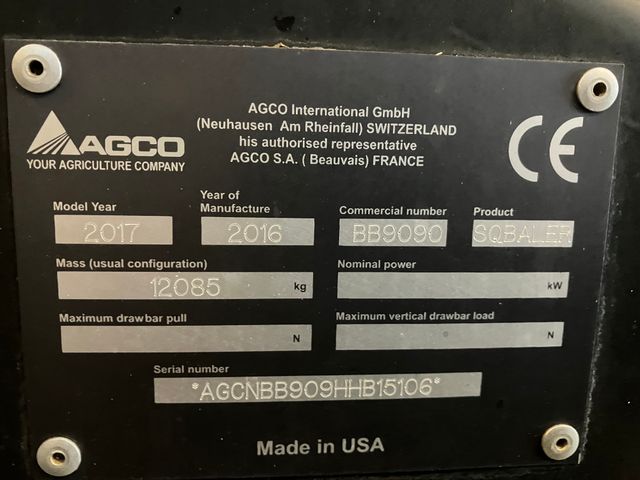 AGCO
YOUR AGRICULTURE COMPANY
AGCO International GmbH
(Neuhausen Am Rheinfall) SWITZERLAND
his authorised representative
AGCO S.A. ( Beauvais) FRANCE
CE
Model Year
2017
Year of
Manufacture
2016
Commercial number
BB9090
Product
SQBALER
Mass (usual configuration)
12085 kg
Nominal power
kW
Maximum drawbar pull
N
Maximum vertical drawbar load
N
Serial number
*AGCNBB909HHB15106*
Made in USA